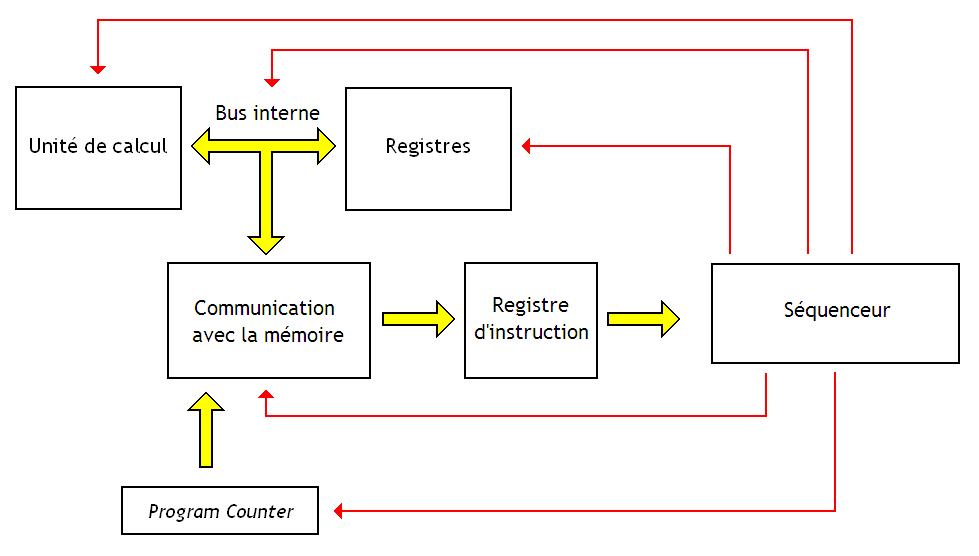 Bus interne
Unité de calcul
Registres
Communication
avec la mémoire
Registre
d'instruction
Séquenceur
Program Counter